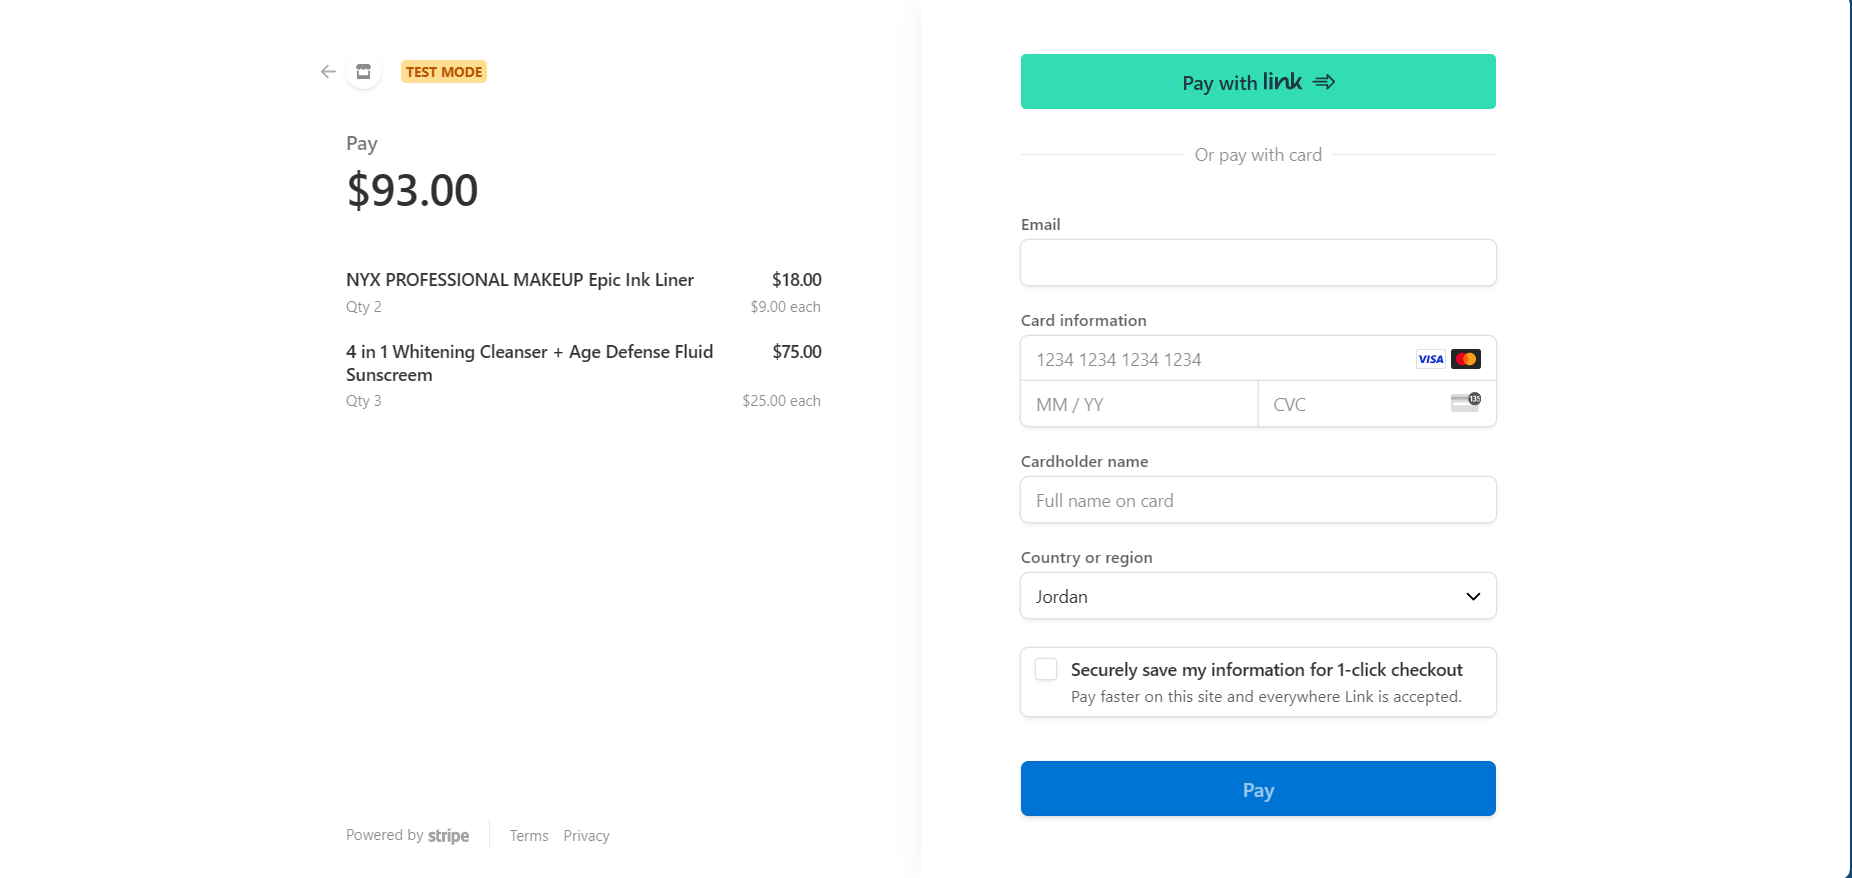 TEST MODE
Pay
$93.00
NYX PROFESSIONAL MAKEUP Epic Ink Liner $18.00
Qty 2 $9.00 each
4 in 1 Whitening Cleanser + Age Defense Fluid $75.00
Sunscreem
Qty 3 $25.00 each
Powered by stripe Terms Privacy
Pay with link
Or pay with card
Email
Card information
1234 1234 1234 1234 VISA
MM / YY CVC 135
Cardholder name
Full name on card
Country or region
Jordan
Securely save my information for 1-click checkout
Pay faster on this site and everywhere Link is accepted.
Pay